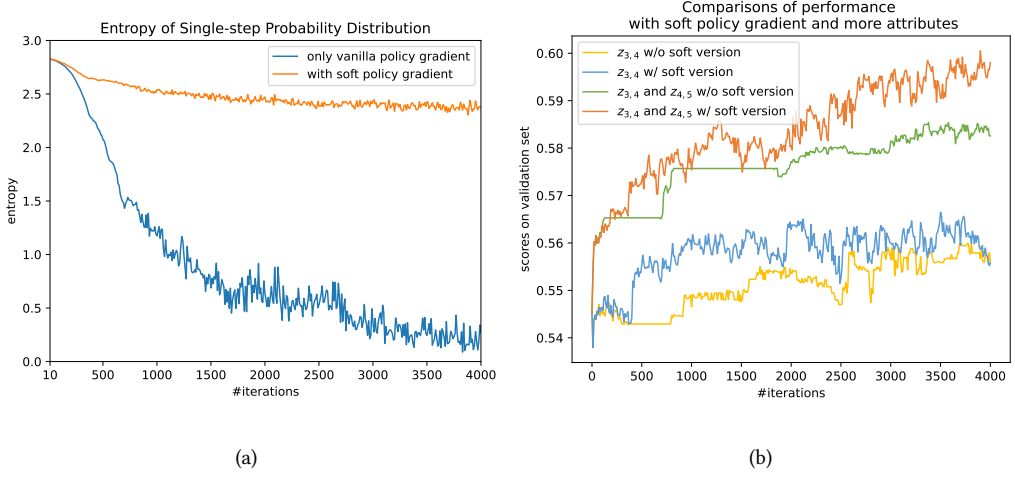 Entropy of Single-step Probability Distribution
3.0
2.5
2.0
1.5
1.0
0.5
0.0
entropy
only vanilla policy gradient
with soft policy gradient
10 500 1000 1500 2000 2500 3000 3500 4000
#iterations
(a)
Comparisons of performance
with soft policy gradient and more attributes
0.60
0.59
0.58
0.57
0.56
0.55
0.54
scores on validation set
z3,4 w/o soft version
z3,4 w/ soft version
z3,4 and z4,5 w/o soft version
z3,4 and z4,5 w/ soft version
0 500 1000 1500 2000 2500 3000 3500 4000
#iterations
(b)